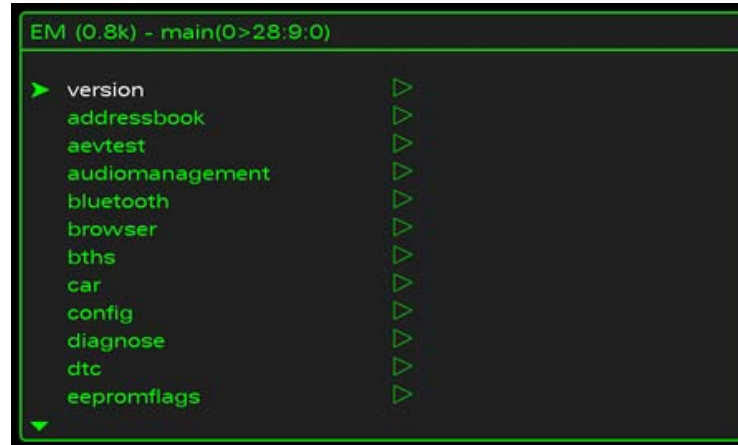 EM (0.8k) - main(0>28:9:0)
version
addressbook
aevtest
audiomanagement
bluetooth
browser
bths
car
config
diagnose
dtc
eepromflags